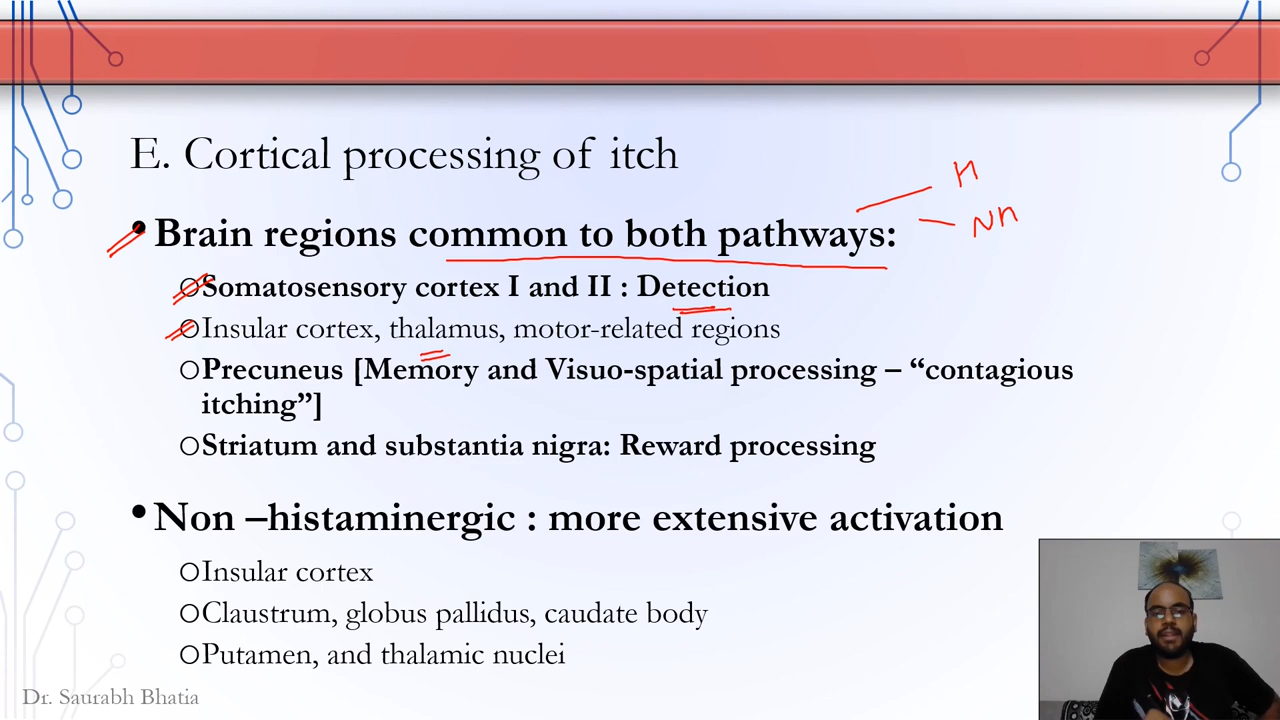 E. Cortical processing of itch
H
• Brain regions common to both pathways:
NH
○Somatosensory cortex I and II : Detection
○Insular cortex, thalamus, motor-related regions
○Precuneus [Memory and Visuo-spatial processing – “contagious
itching”]
○Striatum and substantia nigra: Reward processing
• Non –histaminergic : more extensive activation
○Insular cortex
○Claustrum, globus pallidus, caudate body
○Putamen, and thalamic nuclei
Dr. Saurabh Bhatia